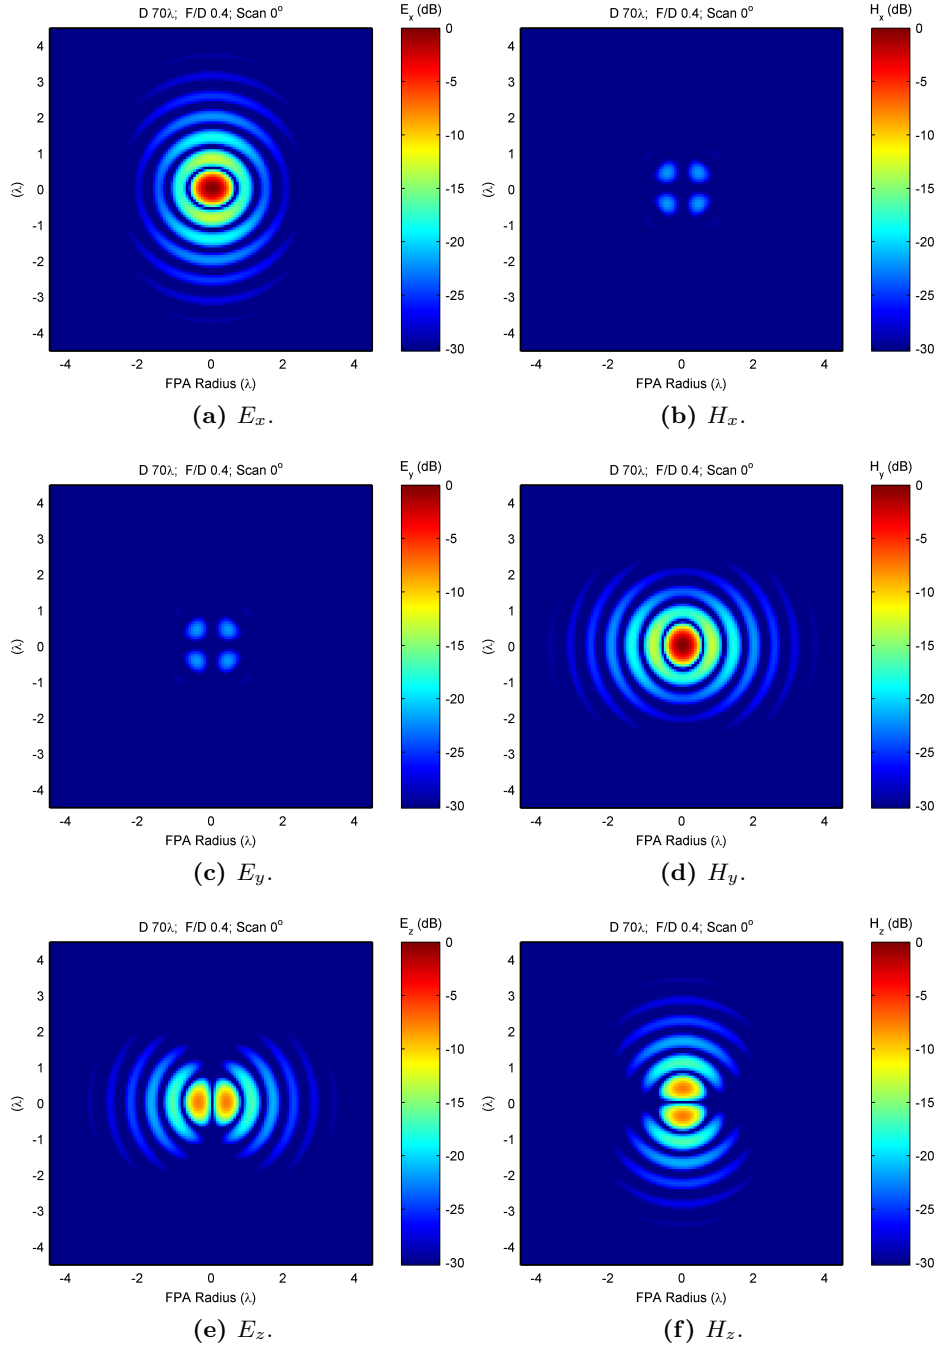 D 70λ; F/D 0.4; Scan 0°
E_x (dB)
4
3
2
1
0
-1
-2
-3
-4
(λ)
-4 -2 0 2 4
FPA Radius (λ)
0
-5
-10
-15
-20
-25
-30
(a) E_x.
D 70λ; F/D 0.4; Scan 0°
H_x (dB)
4
3
2
1
0
-1
-2
-3
-4
(λ)
-4 -2 0 2 4
FPA Radius (λ)
0
-5
-10
-15
-20
-25
-30
(b) H_x.
D 70λ; F/D 0.4; Scan 0°
E_y (dB)
4
3
2
1
0
-1
-2
-3
-4
(λ)
-4 -2 0 2 4
FPA Radius (λ)
0
-5
-10
-15
-20
-25
-30
(c) E_y.
D 70λ; F/D 0.4; Scan 0°
H_y (dB)
4
3
2
1
0
-1
-2
-3
-4
(λ)
-4 -2 0 2 4
FPA Radius (λ)
0
-5
-10
-15
-20
-25
-30
(d) H_y.
D 70λ; F/D 0.4; Scan 0°
E_z (dB)
4
3
2
1
0
-1
-2
-3
-4
(λ)
-4 -2 0 2 4
FPA Radius (λ)
0
-5
-10
-15
-20
-25
-30
(e) E_z.
D 70λ; F/D 0.4; Scan 0°
H_z (dB)
4
3
2
1
0
-1
-2
-3
-4
(λ)
-4 -2 0 2 4
FPA Radius (λ)
0
-5
-10
-15
-20
-25
-30
(f) H_z.